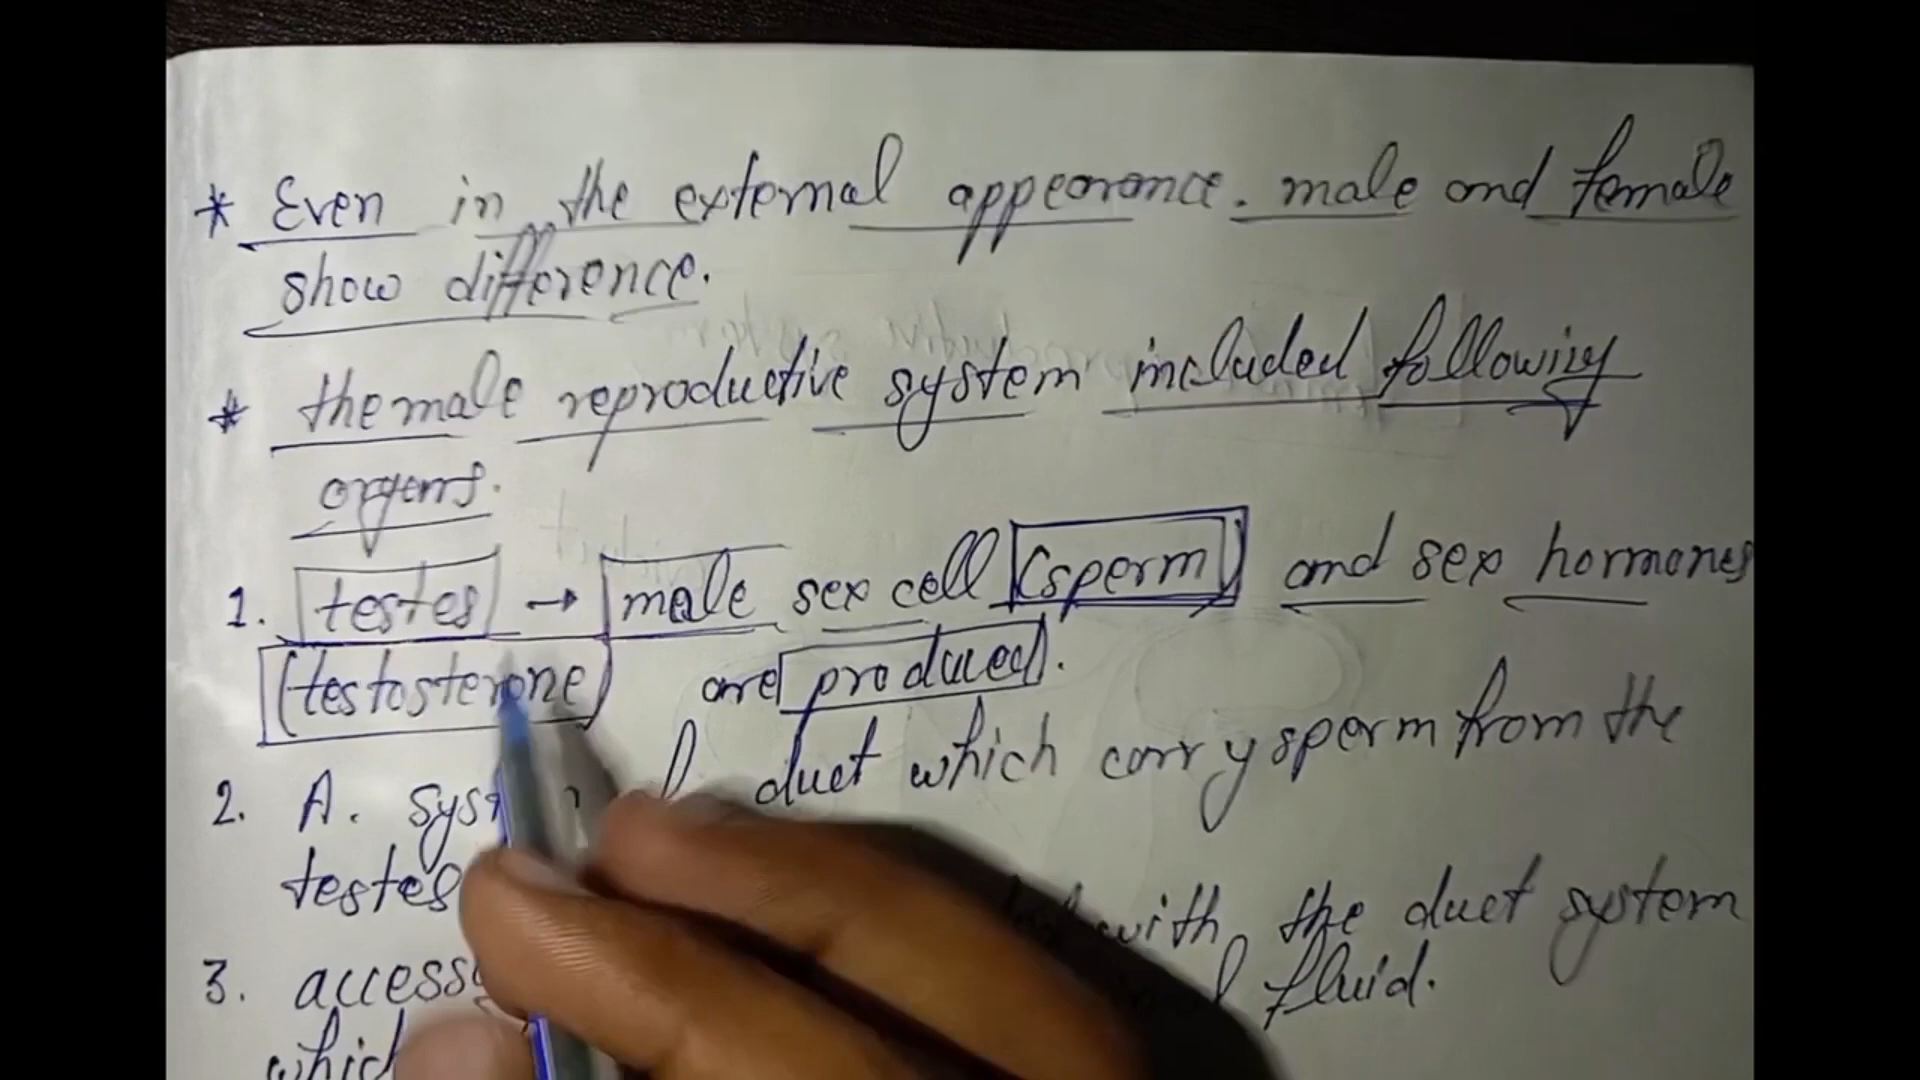 * Even in the external appearance. male and female
show difference.
* the male reproductive system included following
organs.
1. testes → male sex cell (sperm) and sex hormones
(testosterone) are produced.
2. A. duct which carry sperm from the
testes with the duct system
3. fluid.
which